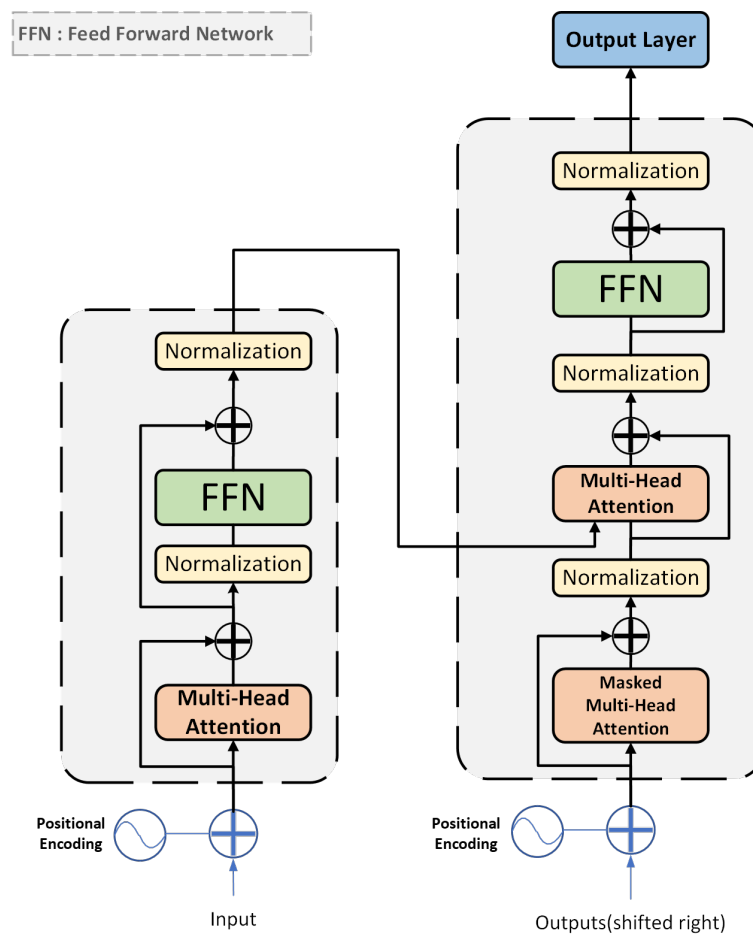 FFN : Feed Forward Network
Output Layer
Normalization
FFN
Normalization
Multi-Head
Attention
Normalization
Masked
Multi-Head
Attention
Positional
Encoding
Outputs(shifted right)
Normalization
FFN
Normalization
Multi-Head
Attention
Positional
Encoding
Input